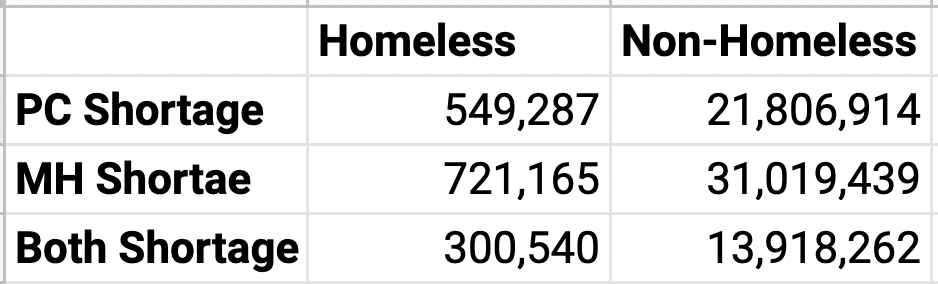 Homeless Non-Homeless
PC Shortage 549,287 21,806,914
MH Shortae 721,165 31,019,439
Both Shortage 300,540 13,918,262